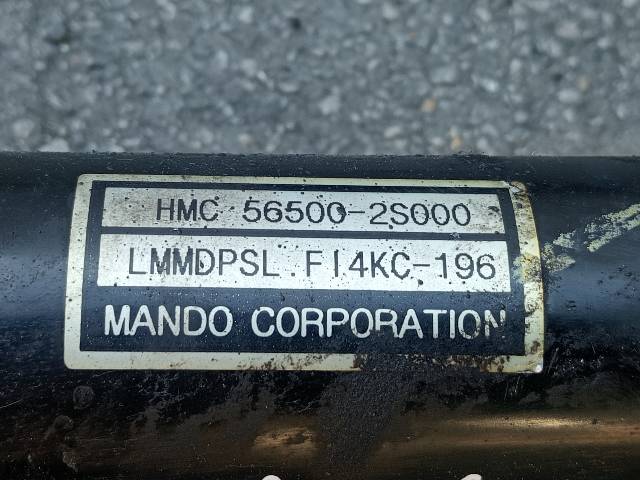 HMC 56500-2S000
LMMDPSL FI4KC-196
MANDO CORPORATION